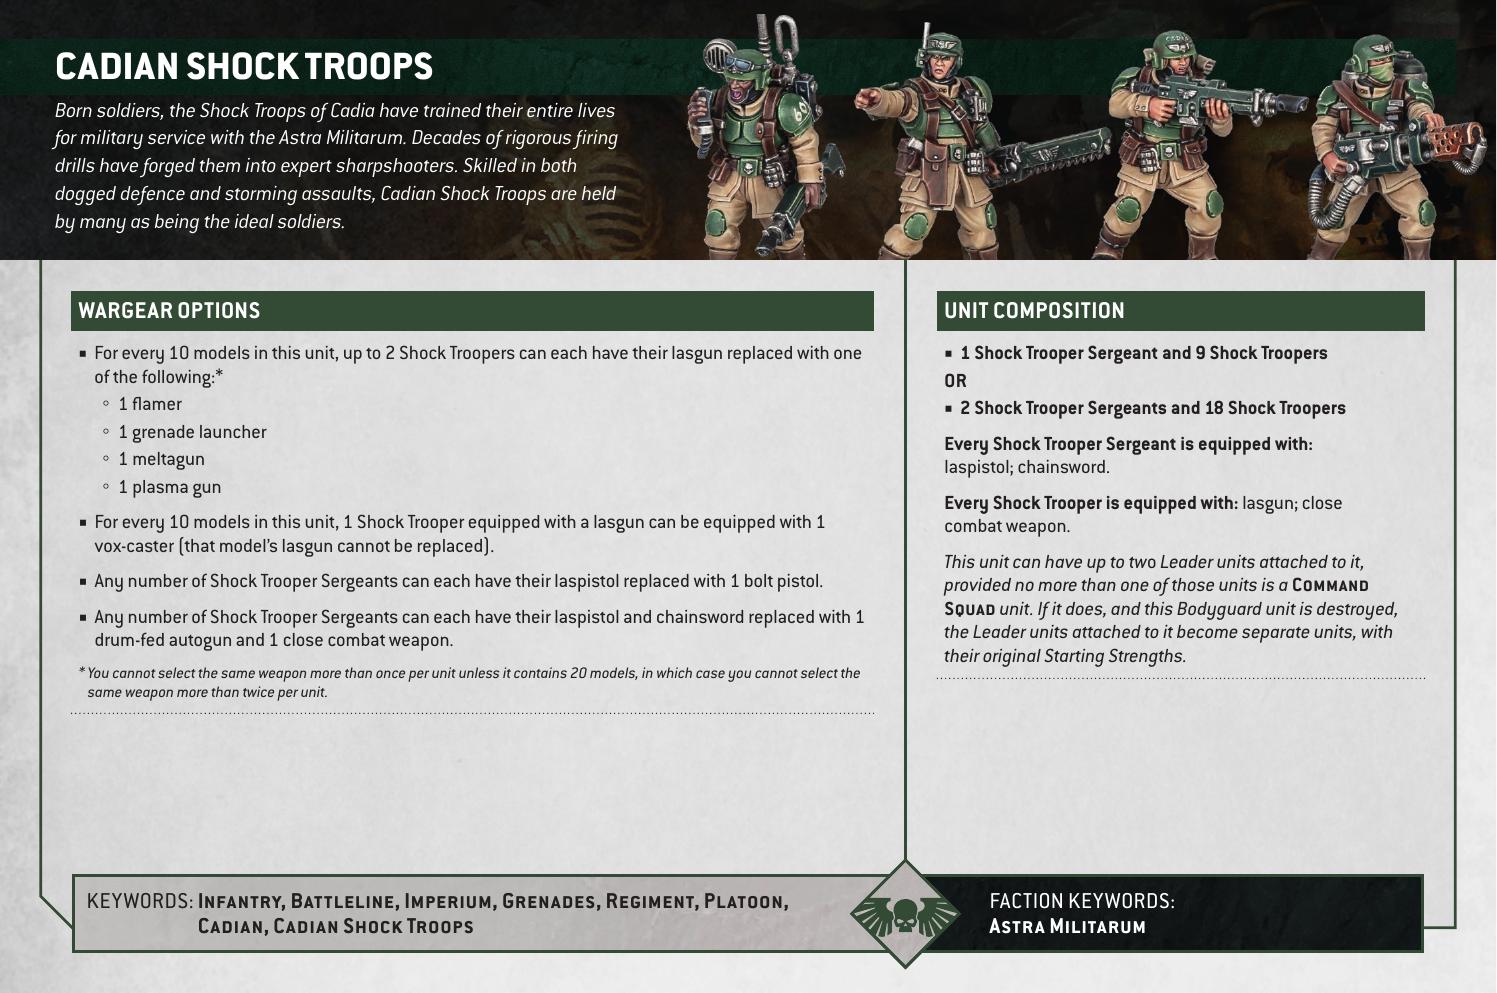 CADIAN SHOCK TROOPS
Born soldiers, the Shock Troops of Cadia have trained their entire lives
for military service with the Astra Militarum. Decades of rigorous firing
drills have forged them into expert sharpshooters. Skilled in both
dogged defence and storming assaults, Cadian Shock Troops are held
by many as being the ideal soldiers.
WARGEAR OPTIONS
▪ For every 10 models in this unit, up to 2 Shock Troopers can each have their lasgun replaced with one
of the following:*
◦ 1 flamer
◦ 1 grenade launcher
◦ 1 meltagun
◦ 1 plasma gun
▪ For every 10 models in this unit, 1 Shock Trooper equipped with a lasgun can be equipped with 1
vox-caster (that model’s lasgun cannot be replaced).
▪ Any number of Shock Trooper Sergeants can each have their laspistol replaced with 1 bolt pistol.
▪ Any number of Shock Trooper Sergeants can each have their laspistol and chainsword replaced with 1
drum-fed autogun and 1 close combat weapon.
* You cannot select the same weapon more than once per unit unless it contains 20 models, in which case you cannot select the
same weapon more than twice per unit.
UNIT COMPOSITION
▪ 1 Shock Trooper Sergeant and 9 Shock Troopers
OR
▪ 2 Shock Trooper Sergeants and 18 Shock Troopers
Every Shock Trooper Sergeant is equipped with:
laspistol; chainsword.
Every Shock Trooper is equipped with: lasgun; close
combat weapon.
This unit can have up to two Leader units attached to it,
provided no more than one of those units is a COMMAND
SQUAD unit. If it does, and this Bodyguard unit is destroyed,
the Leader units attached to it become separate units, with
their original Starting Strengths.
KEYWORDS: INFANTRY, BATTLELINE, IMPERIUM, GRENADES, REGIMENT, PLATOON,
CADIAN, CADIAN SHOCK TROOPS
FACTION KEYWORDS:
ASTRA MILITARUM